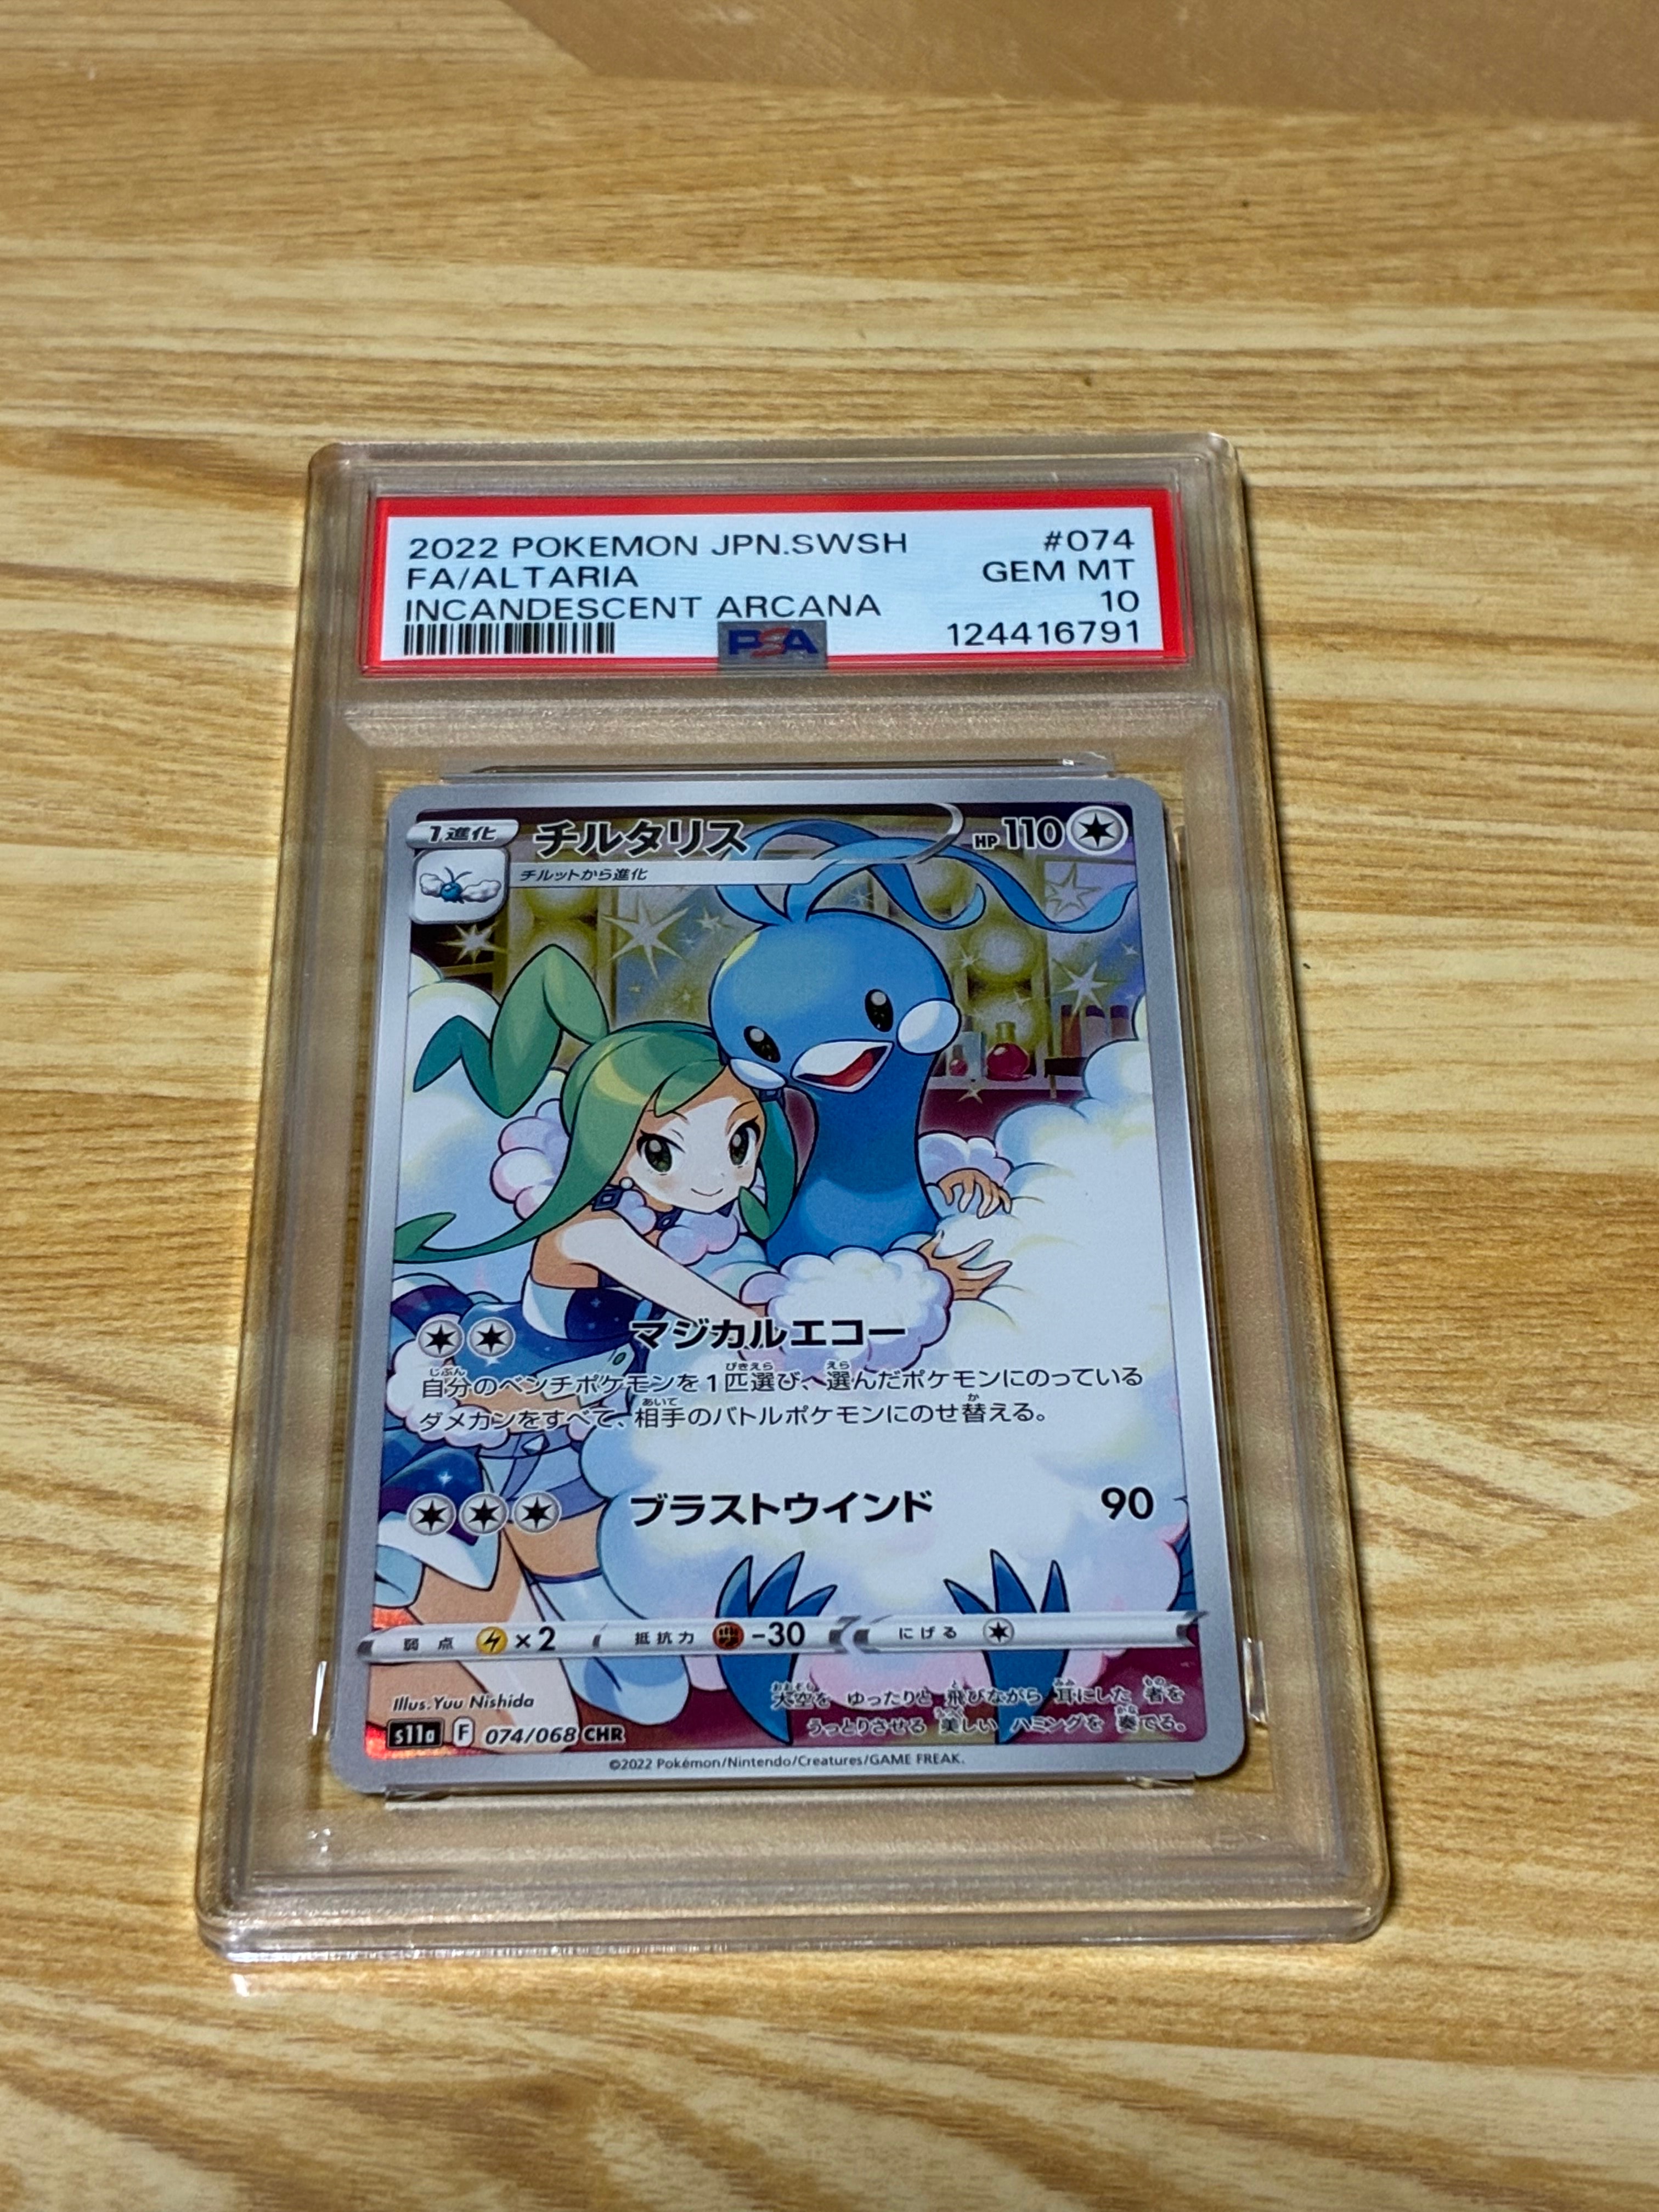 2022 POKEMON JPN.SWSH #074
FA/ALTARIA GEM MT
INCANDESCENT ARCANA 10
PSA 124416791
1進化 チルタリス HP110
チルットから進化
マジカルエコー
自分のベンチポケモンを1匹選び、選んだポケモンにのっている
ダメカンをすべて、相手のバトルポケモンにのせ替える。
ブラストウインド 90
弱点 ×2 抵抗力 -30 にげる
Illus. Yuu Nishida
大空を ゆったりと 飛びながら 耳にした 者を
うっとりさせる 美しい ハミングを 奏でる。
s11a F 074/068 CHR
©2022 Pokémon/Nintendo/Creatures/GAME FREAK.